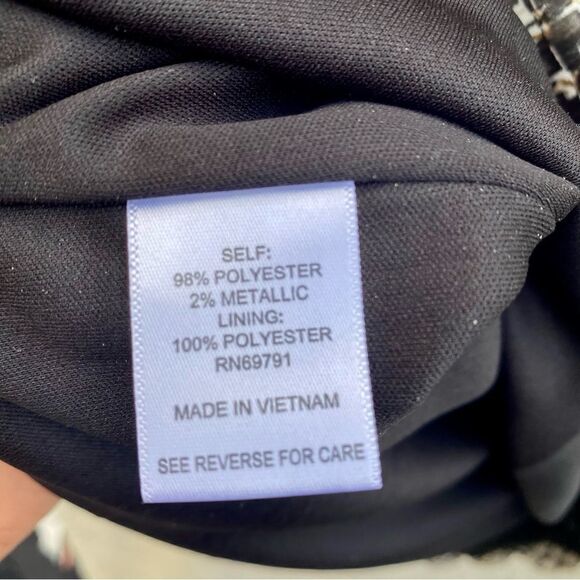 SELF:
98% POLYESTER
2% METALLIC
LINING:
100% POLYESTER
RN69791
MADE IN VIETNAM
SEE REVERSE FOR CARE